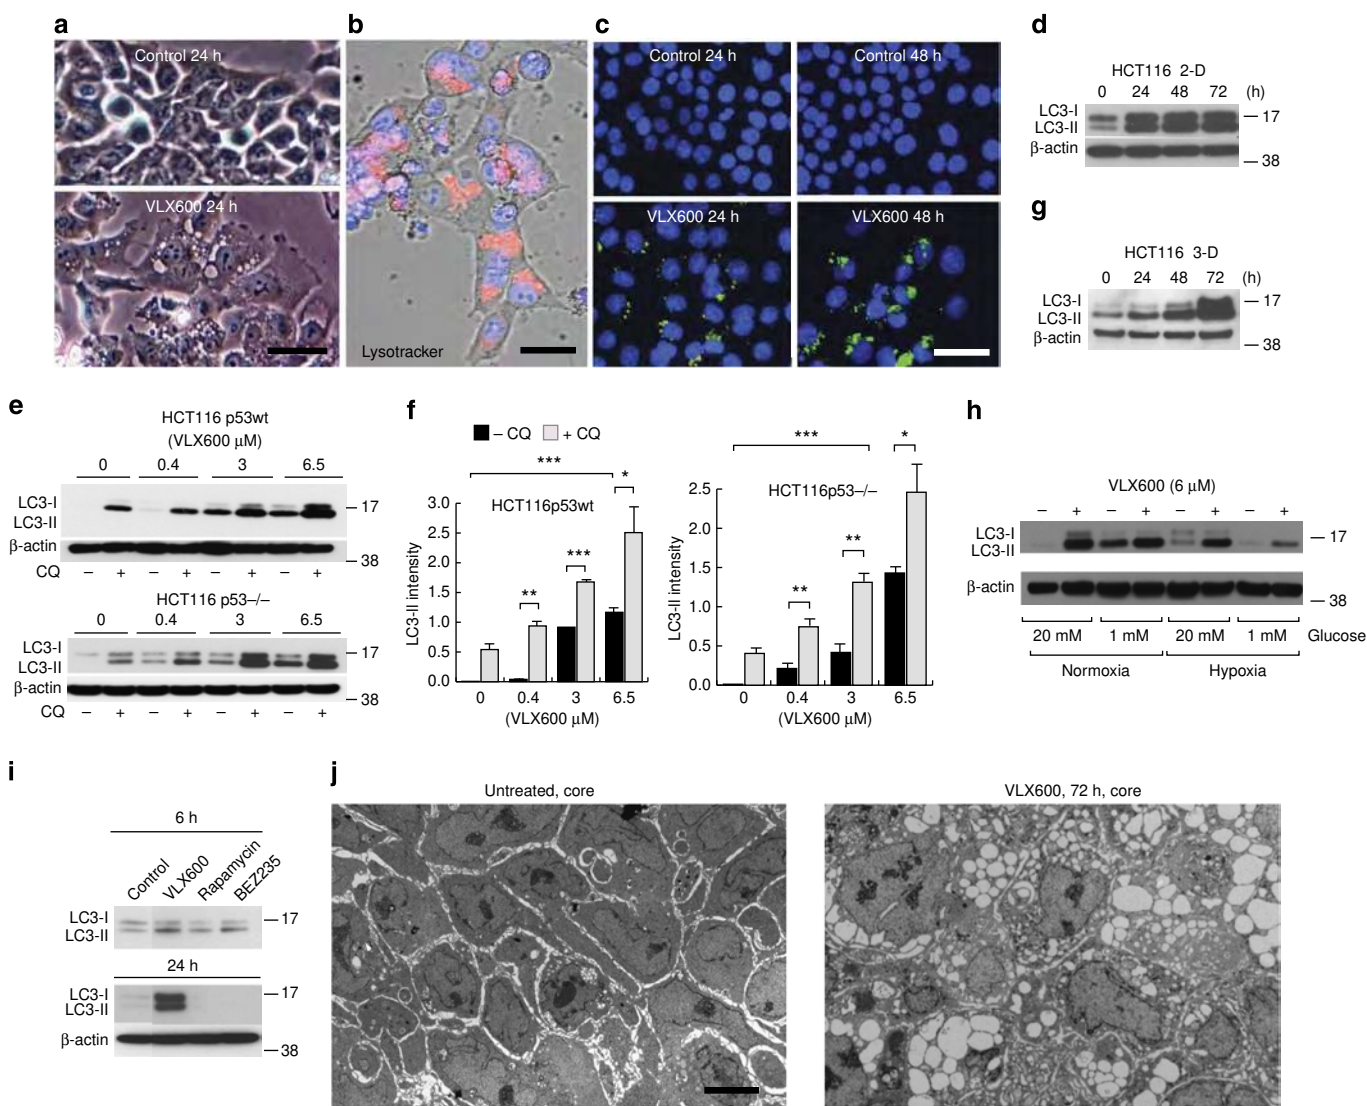 a
Control 24 h
VLX600 24 h
b
Lysotracker
c
Control 24 h
Control 48 h
VLX600 24 h
VLX600 48 h
d
HCT116 2-D
0 24 48 72 (h)
LC3-I
LC3-II
β-actin
17
38
g
HCT116 3-D
0 24 48 72 (h)
LC3-I
LC3-II
β-actin
17
38
e
HCT116 p53wt
(VLX600 μM)
0 0.4 3 6.5
LC3-I
LC3-II
β-actin
17
38
CQ – + – + – + – +
HCT116 p53–/–
0 0.4 3 6.5
LC3-I
LC3-II
β-actin
17
38
CQ – + – + – + – +
f
– CQ + CQ
***
*
HCT116p53wt
***
**
LC3-II intensity
3.0
2.5
2.0
1.5
1.0
0.5
0.0
0 0.4 3 6.5
(VLX600 μM)
***
*
HCT116p53–/–
**
**
LC3-II intensity
2.5
2.0
1.5
1.0
0.5
0.0
0 0.4 3 6.5
(VLX600 μM)
h
VLX600 (6 μM)
– + – + – + – +
LC3-I
LC3-II
β-actin
17
38
20 mM 1 mM 20 mM 1 mM Glucose
Normoxia Hypoxia
i
6 h
Control VLX600 Rapamycin BEZ235
LC3-I
LC3-II
17
24 h
LC3-I
LC3-II
β-actin
17
38
j
Untreated, core
VLX600, 72 h, core